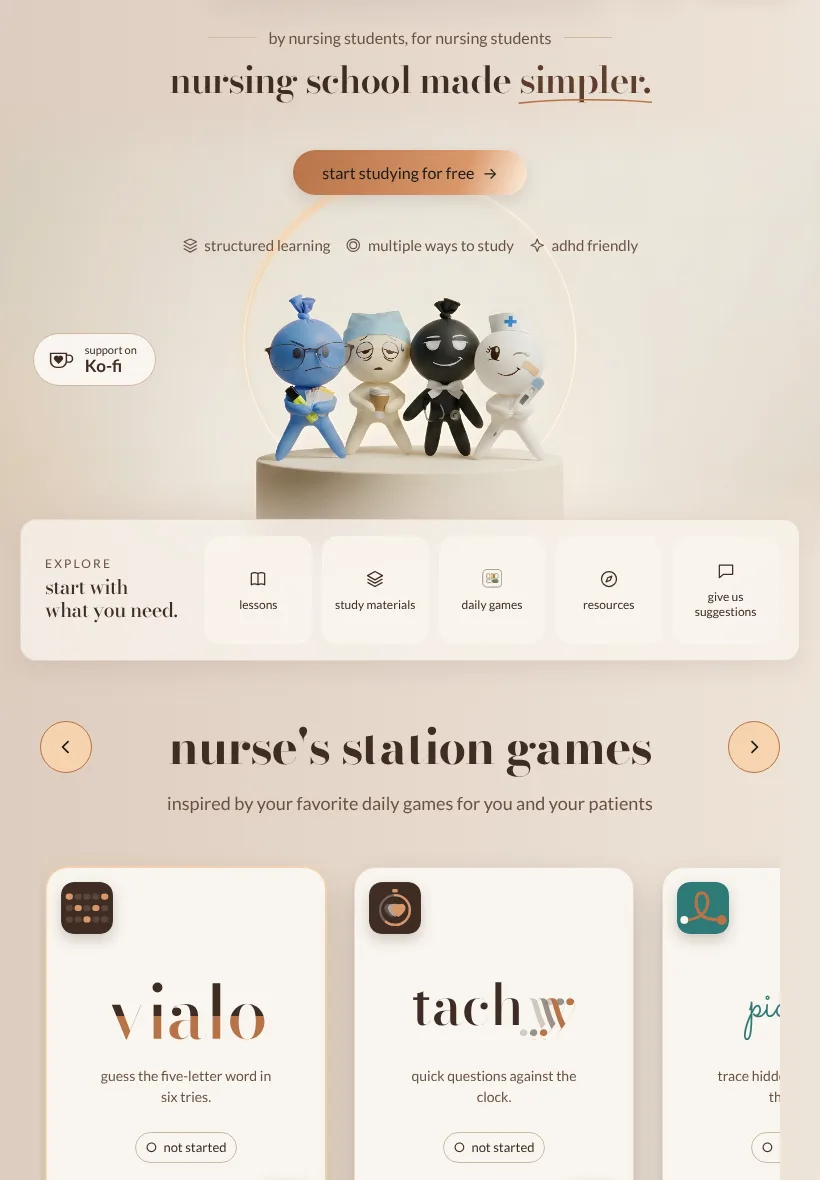 by nursing students, for nursing students
nursing school made simpler.
start studying for free →
structured learning
multiple ways to study
adhd friendly
support on
Ko-fi
EXPLORE
start with
what you need.
lessons
study materials
daily games
resources
give us
suggestions
nurse's station games
inspired by your favorite daily games for you and your patients
vialo
guess the five-letter word in
six tries.
not started
tachy
quick questions against the
clock.
not started
trace